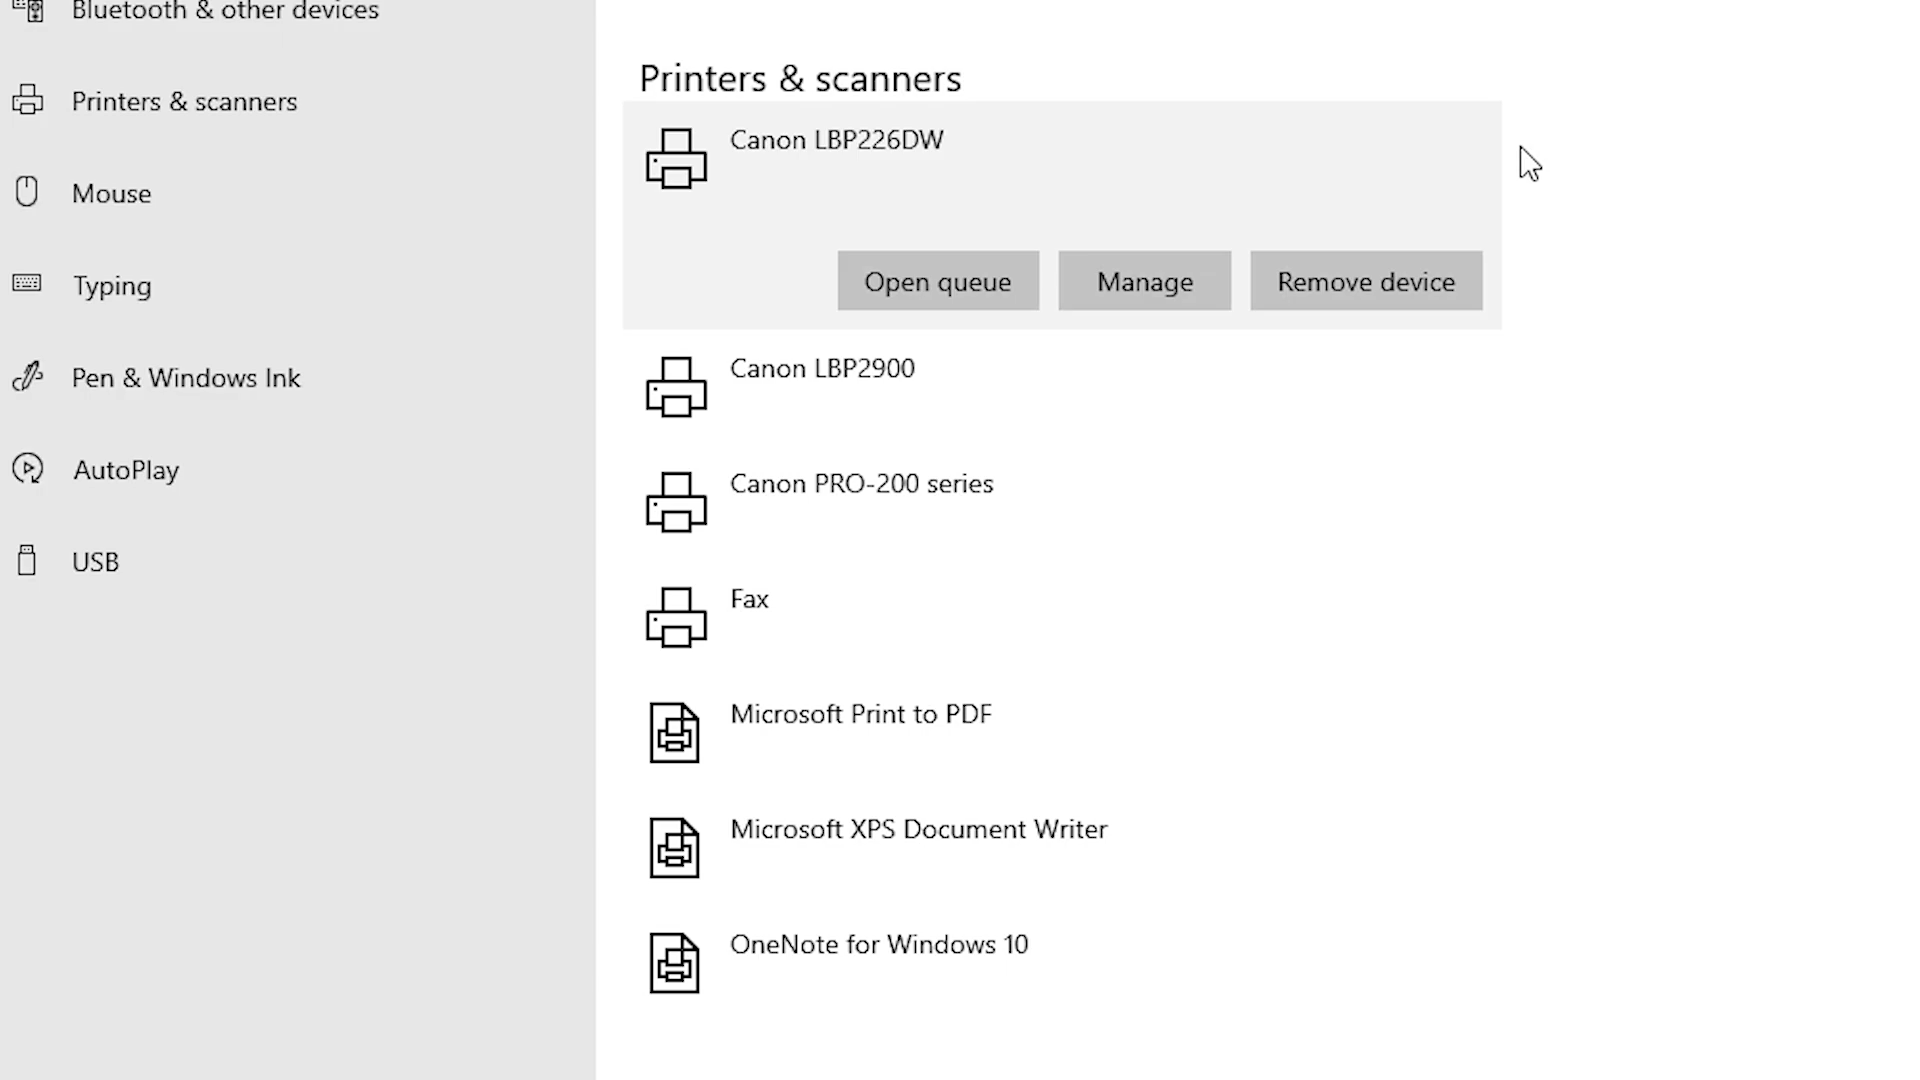 Bluetooth & other devices
Printers & scanners
Mouse
Typing
Pen & Windows Ink
AutoPlay
USB
Printers & scanners
Canon LBP226DW
Open queue
Manage
Remove device
Canon LBP2900
Canon PRO-200 series
Fax
Microsoft Print to PDF
Microsoft XPS Document Writer
OneNote for Windows 10